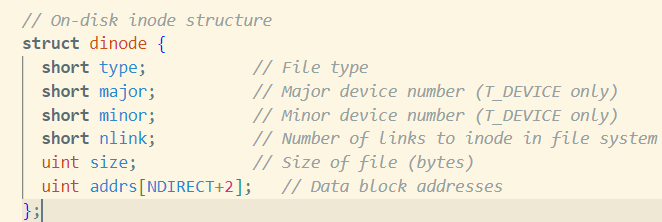 // On-disk inode structure
struct dinode {
  short type;           // File type
  short major;          // Major device number (T_DEVICE only)
  short minor;          // Minor device number (T_DEVICE only)
  short nlink;          // Number of links to inode in file system
  uint size;            // Size of file (bytes)
  uint addrs[NDIRECT+2];   // Data block addresses
};